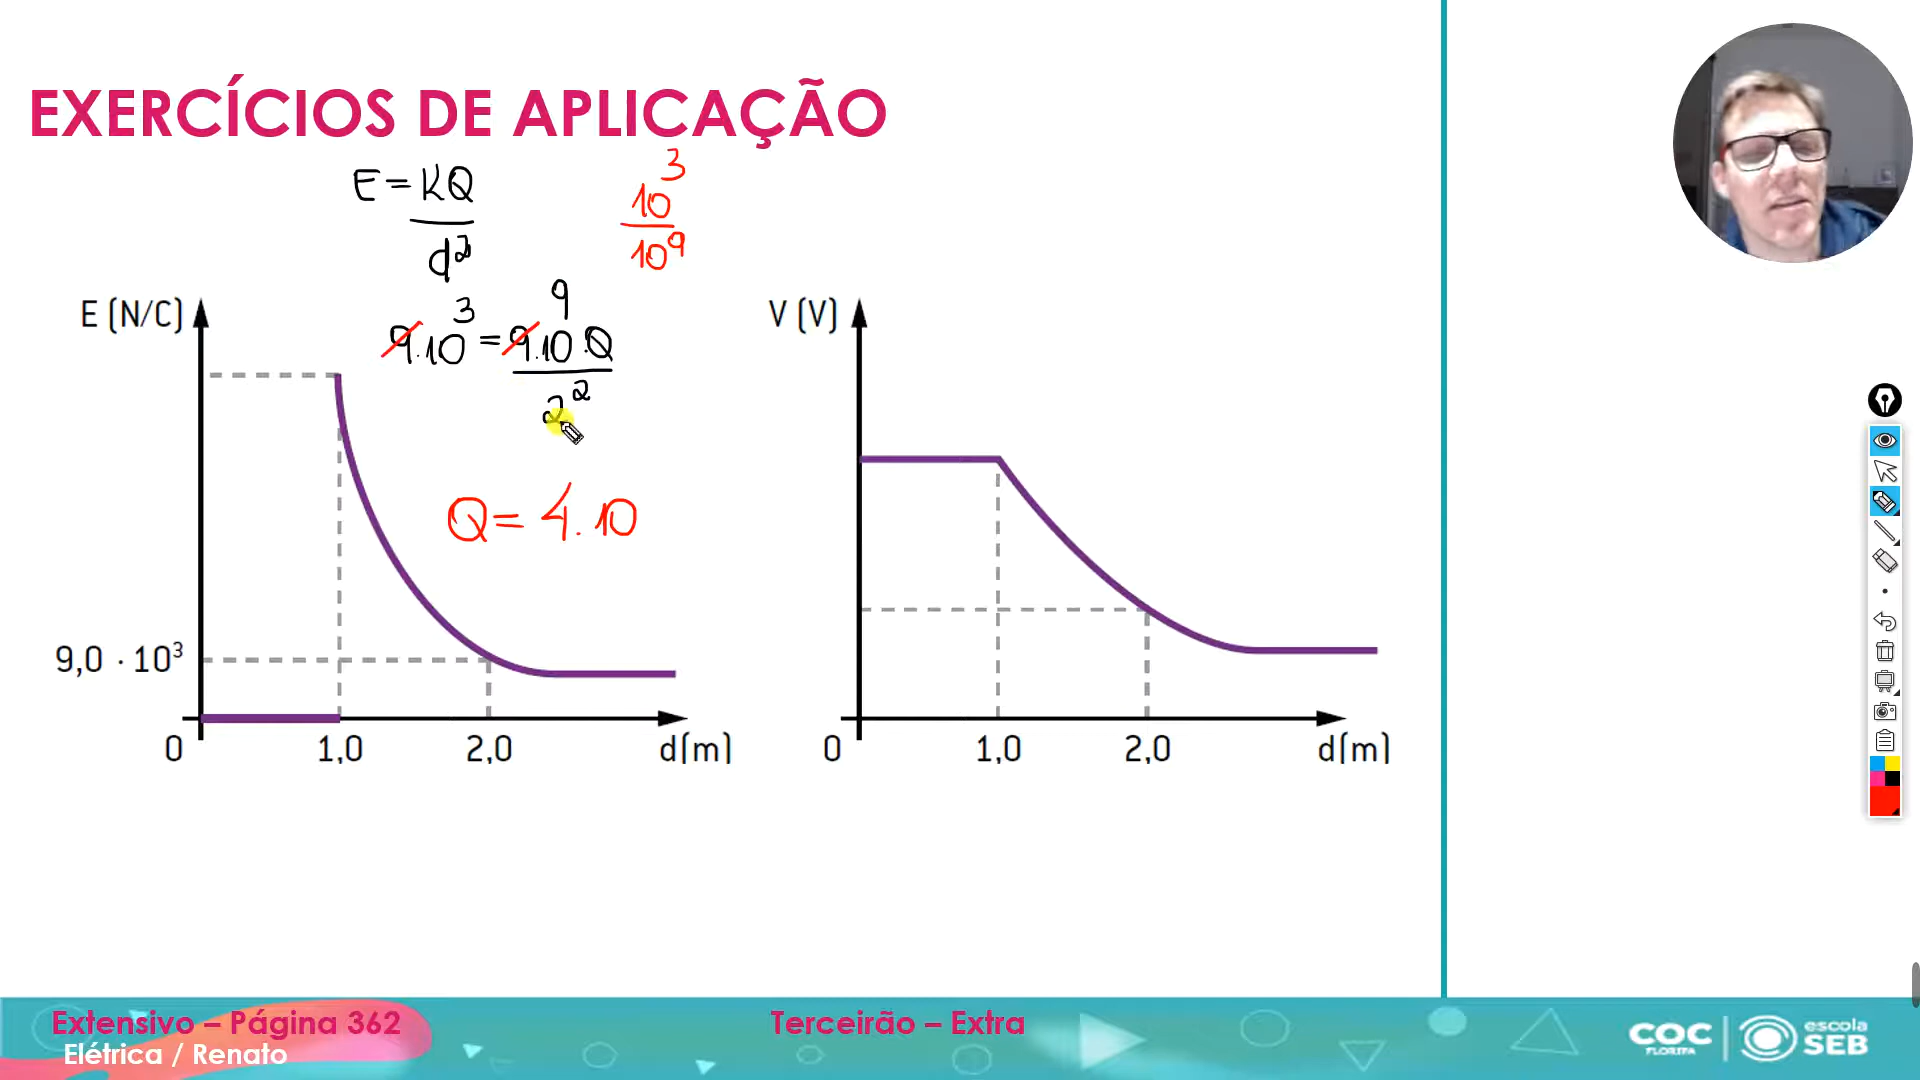 EXERCÍCIOS DE APLICAÇÃO
E = KQ
d²
10³
10⁹
E (N/C)
9.10³ = 9.10⁹.Q
2²
Q = 4.10
9,0 · 10³
0
1,0
2,0
d(m)
V (V)
0
1,0
2,0
d(m)
Extensivo – Página 362
Elétrica / Renato
Terceirão – Extra
COC
FLORIPA
escola
SEB